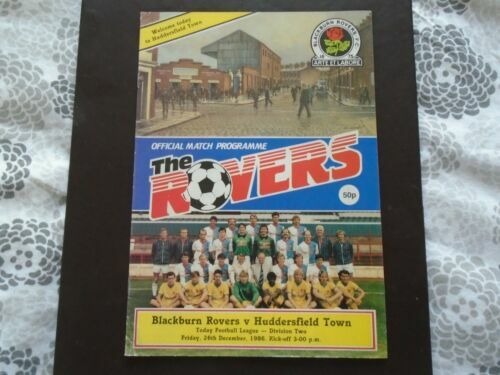 Welcome today
to Huddersfield Town
BLACKBURN ROVERS F.C.
ARTE ET LABORE
OFFICIAL MATCH PROGRAMME
The
ROVERS
50p
Blackburn Rovers v Huddersfield Town
Today Football League — Division Two
Friday, 26th December, 1986. Kick-off 3-00 p.m.